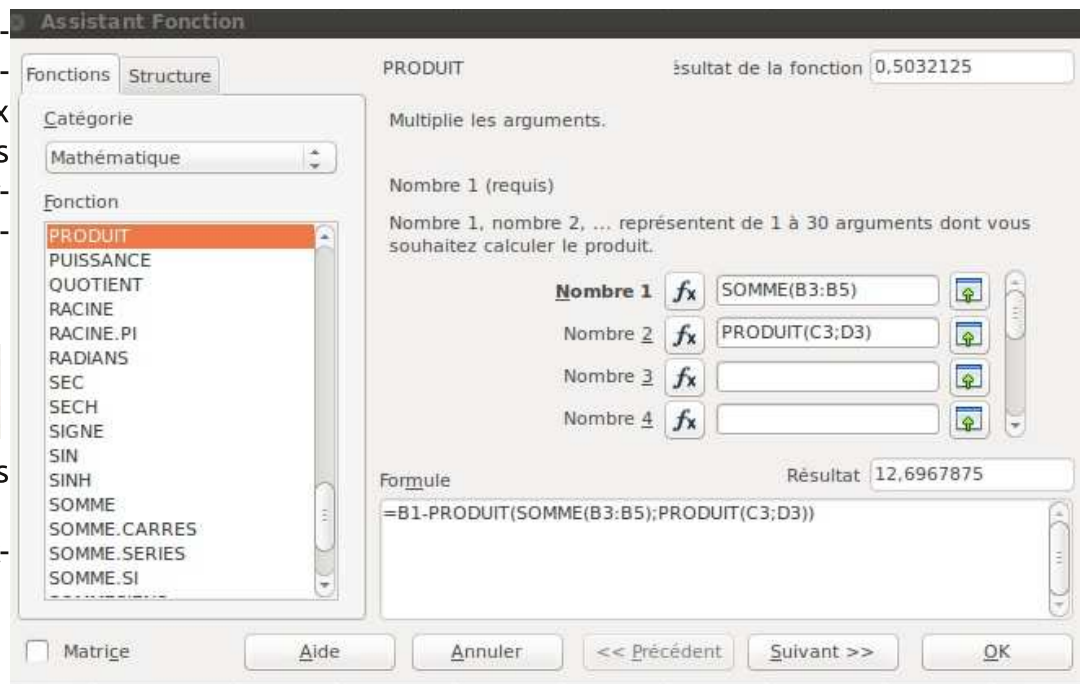 Assistant Fonction
Fonctions Structure
Catégorie
Mathématique
Fonction
PRODUIT
PUISSANCE
QUOTIENT
RACINE
RACINE.PI
RADIANS
SEC
SECH
SIGNE
SIN
SINH
SOMME
SOMME.CARRES
SOMME.SERIES
SOMME.SI
PRODUIT
ésultat de la fonction 0,5032125
Multiplie les arguments.
Nombre 1 (requis)
Nombre 1, nombre 2, ... représentent de 1 à 30 arguments dont vous
souhaitez calculer le produit.
Nombre 1 fx SOMME(B3:B5)
Nombre 2 fx PRODUIT(C3;D3)
Nombre 3 fx
Nombre 4 fx
Formule
Résultat 12,6967875
=B1-PRODUIT(SOMME(B3:B5);PRODUIT(C3;D3))
Matrice
Aide
Annuler
<< Précédent
Suivant >>
OK